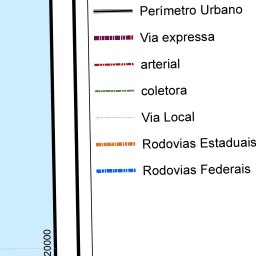 Perímetro Urbano
Via expressa
arterial
coletora
Via Local
Rodovias Estaduais
Rodovias Federais
20000